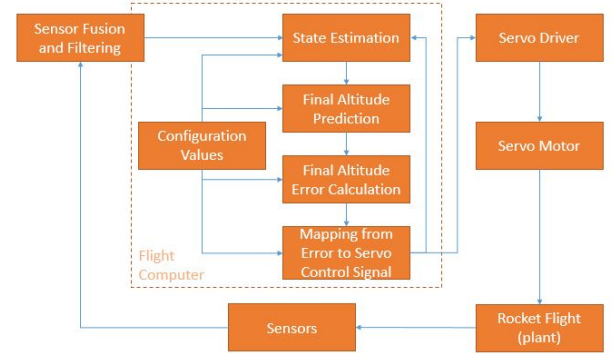 Sensor Fusion
and Filtering
State Estimation
Servo Driver
Final Altitude
Prediction
Configuration
Values
Servo Motor
Final Altitude
Error Calculation
Mapping from
Error to Servo
Control Signal
Flight
Computer
Sensors
Rocket Flight
(plant)